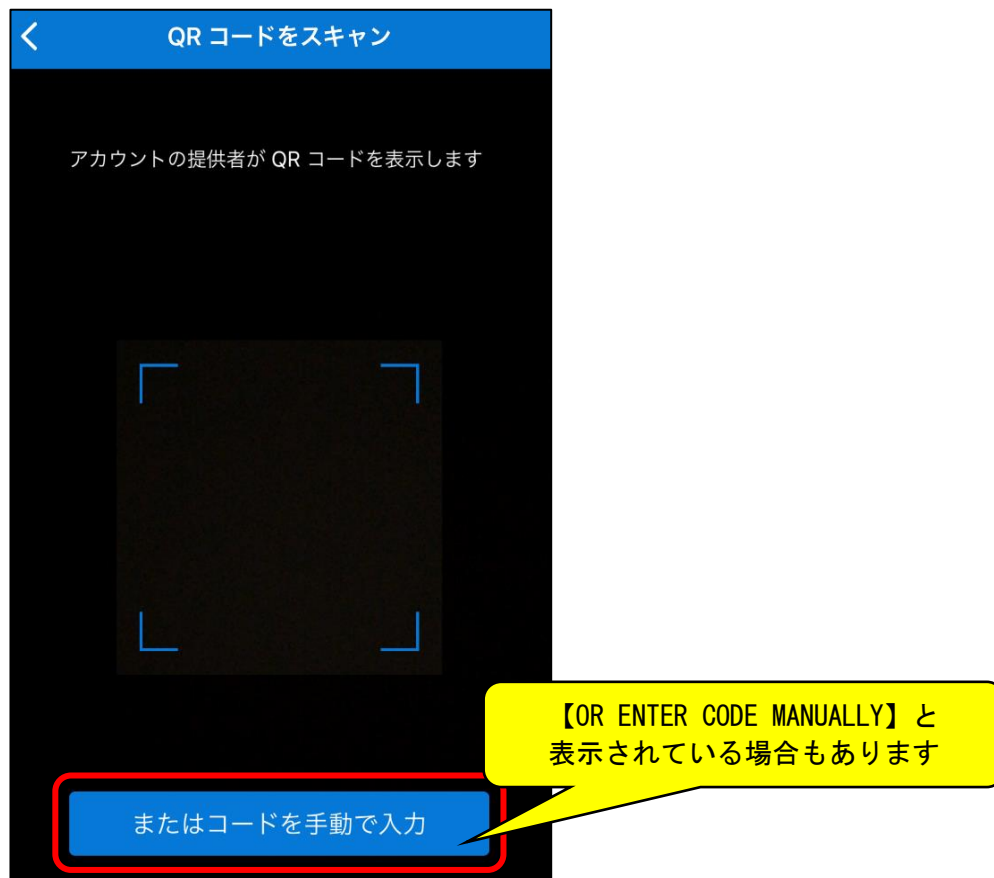 QR コードをスキャン
アカウントの提供者が QR コードを表示します
【OR ENTER CODE MANUALLY】と
表示されている場合もあります
またはコードを手動で入力